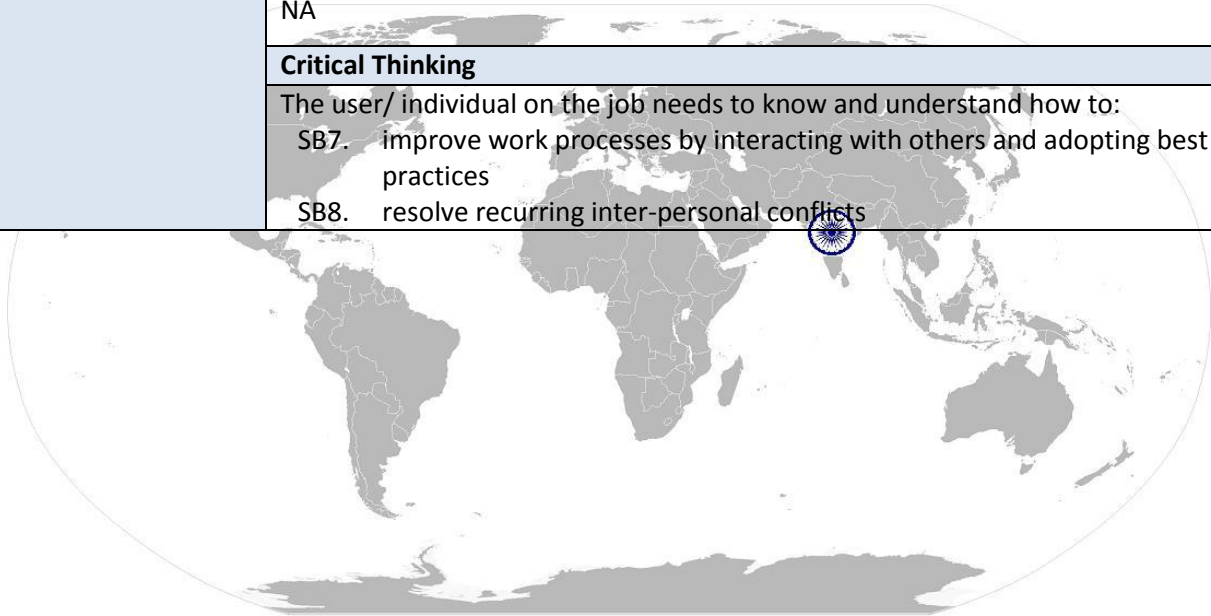 NA
Critical Thinking
The user/ individual on the job needs to know and understand how to:
SB7. improve work processes by interacting with others and adopting best
practices
SB8. resolve recurring inter-personal conflicts